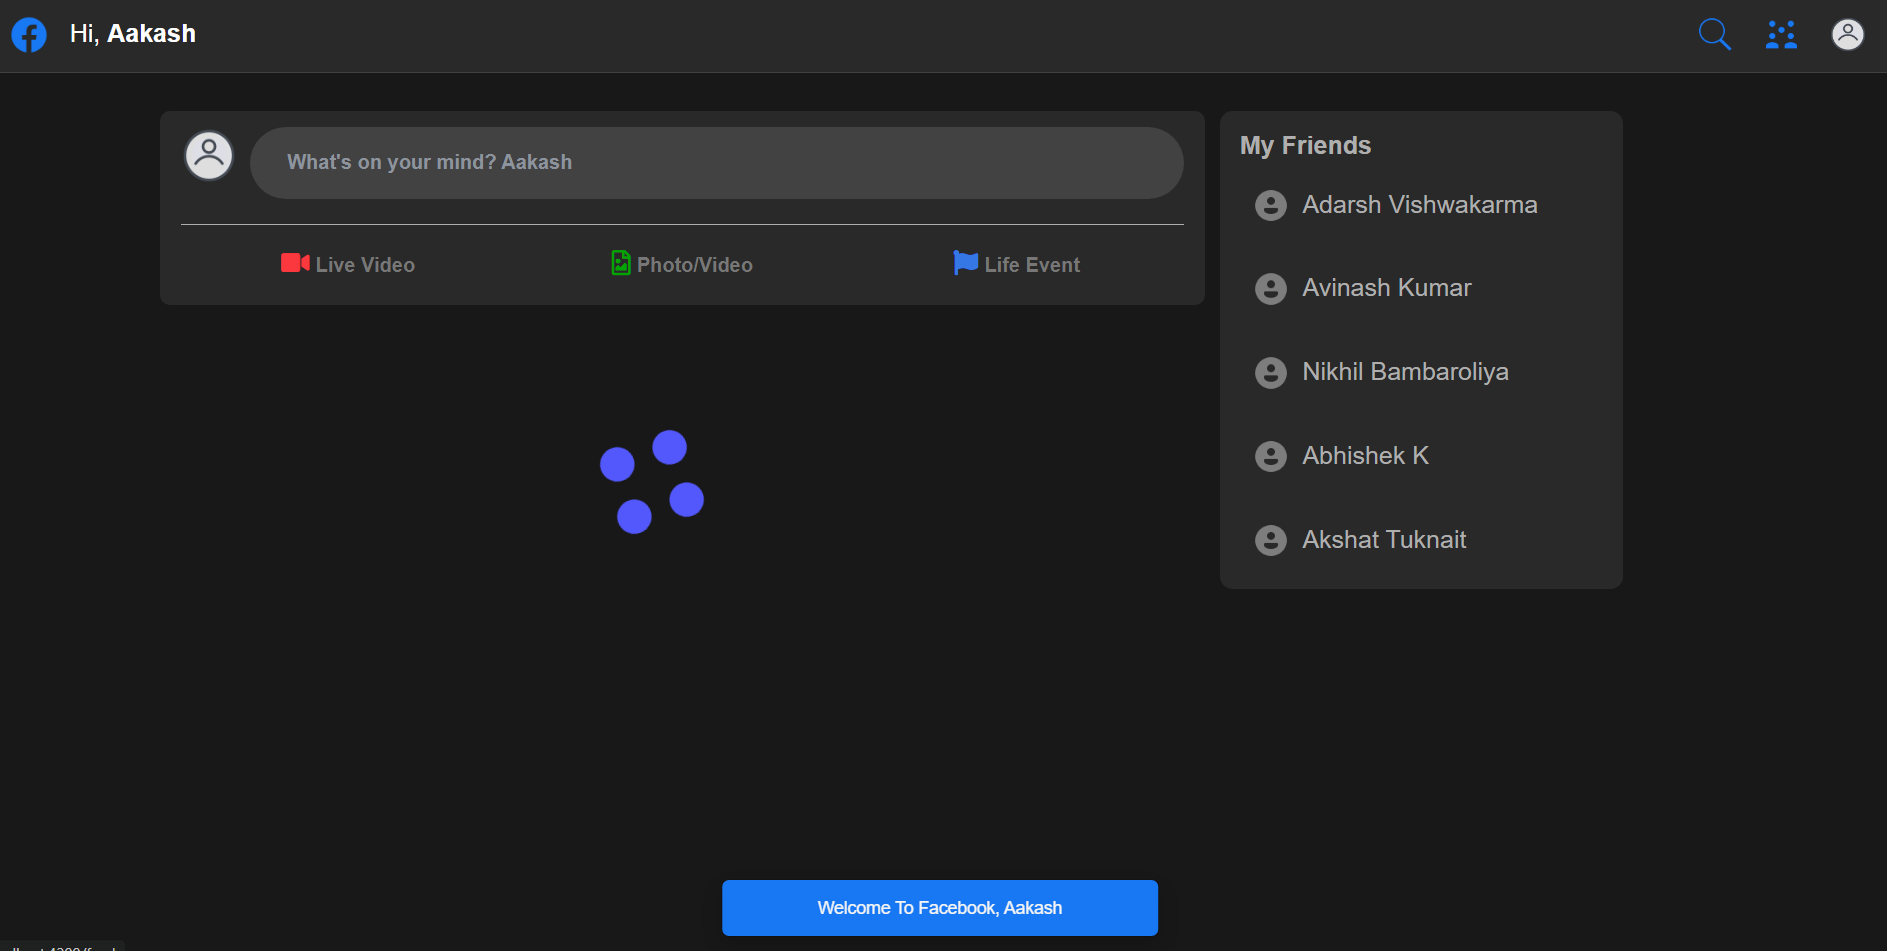 Hi, Aakash
What's on your mind? Aakash
Live Video
Photo/Video
Life Event
My Friends
Adarsh Vishwakarma
Avinash Kumar
Nikhil Bambaroliya
Abhishek K
Akshat Tuknait
Welcome To Facebook, Aakash